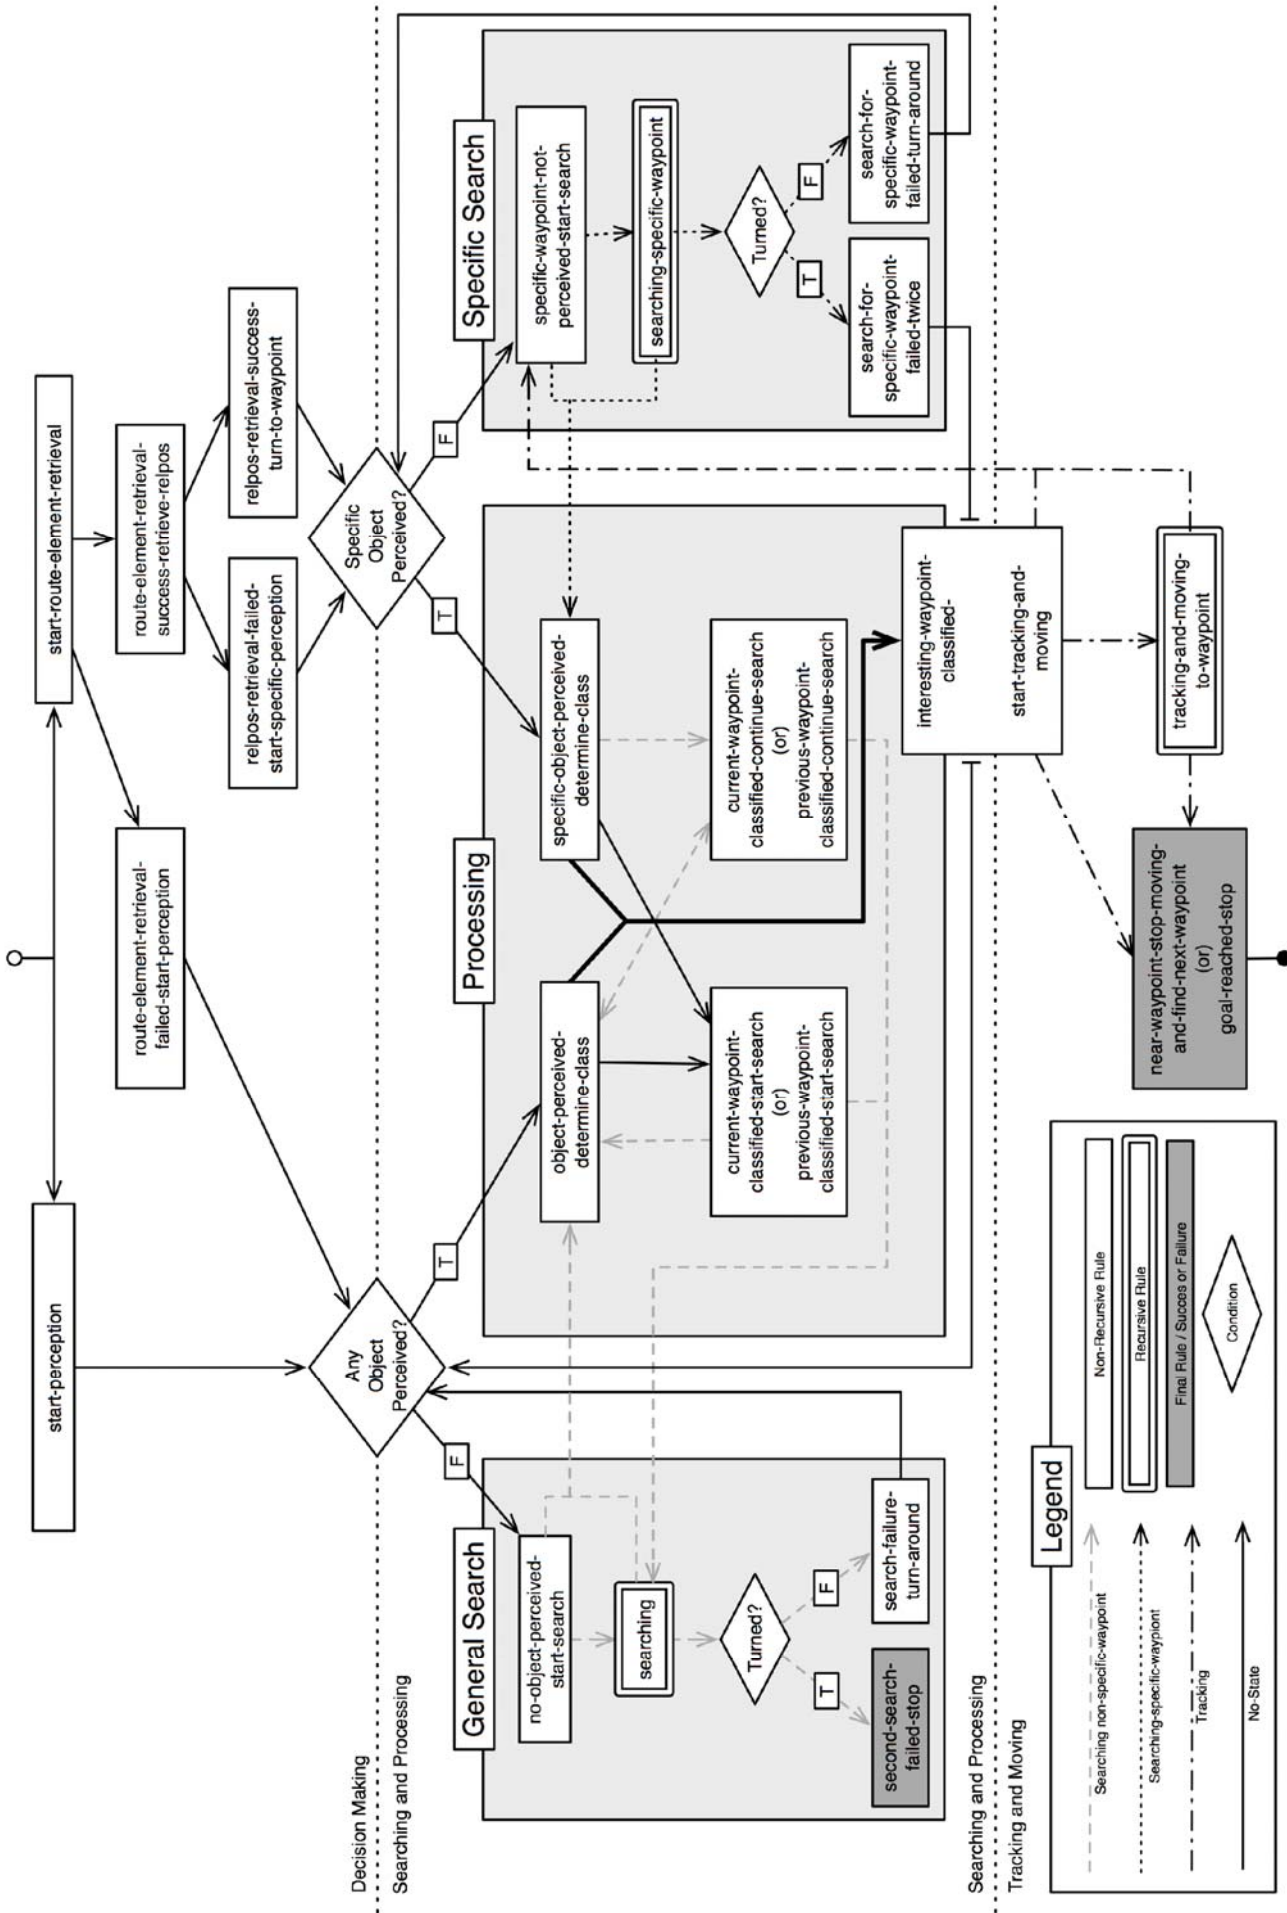 start-perception
start-route-element-retrieval
route-element-retrieval-
failed-start-perception
route-element-retrieval-
success-retrieve-relpos
relpos-retrieval-failed-
start-specific-perception
relpos-retrieval-success-
turn-to-waypoint
Decision Making
Searching and Processing
Any
Object
Perceived?
Specific
Object
Perceived?
F
T
T
F
General Search
no-object-perceived-
start-search
searching
Turned?
T
F
second-search-
failed-stop
search-failure-
turn-around
Processing
object-perceived-
determine-class
specific-object-perceived-
determine-class
current-waypoint-
classified-start-search
(or)
previous-waypoint-
classified-start-search
current-waypoint-
classified-continue-search
(or)
previous-waypoint-
classified-continue-search
Specific Search
specific-waypoint-not-
perceived-start-search
searching-specific-waypoint
Turned?
T
F
search-for-
specific-waypoint-
failed-twice
search-for-
specific-waypoint-
failed-turn-around
interesting-waypoint-
classified-
start-tracking-and-
moving
Searching and Processing
Tracking and Moving
tracking-and-moving-
to-waypoint
near-waypoint-stop-moving-
and-find-next-waypoint
(or)
goal-reached-stop
Legend
Searching non-specific-waypoint
Searching-specific-waypiont
Tracking
No-State
Non-Recursive Rule
Recursive Rule
Final Rule / Succes or Failure
Condition